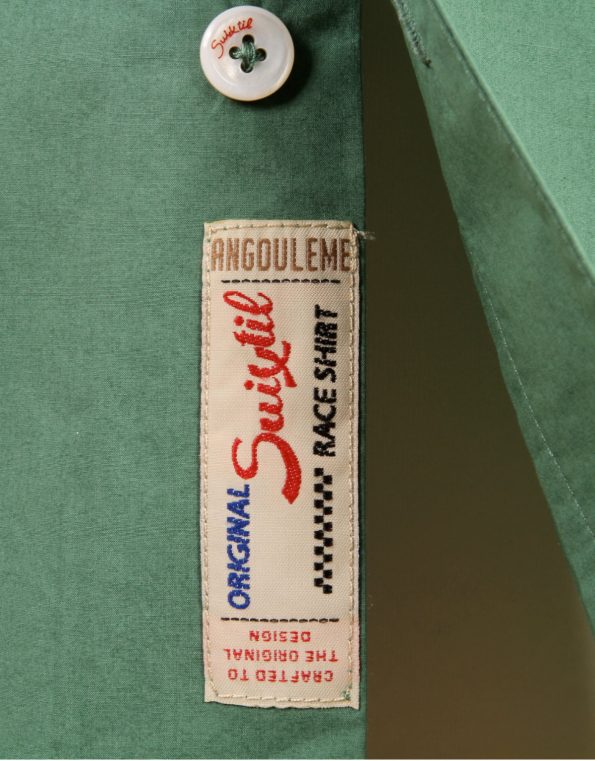 Suixtil
ANGOULEME
ORIGINAL
Suixtil
RACE SHIRT
CRAFTED TO
THE ORIGINAL
DESIGN